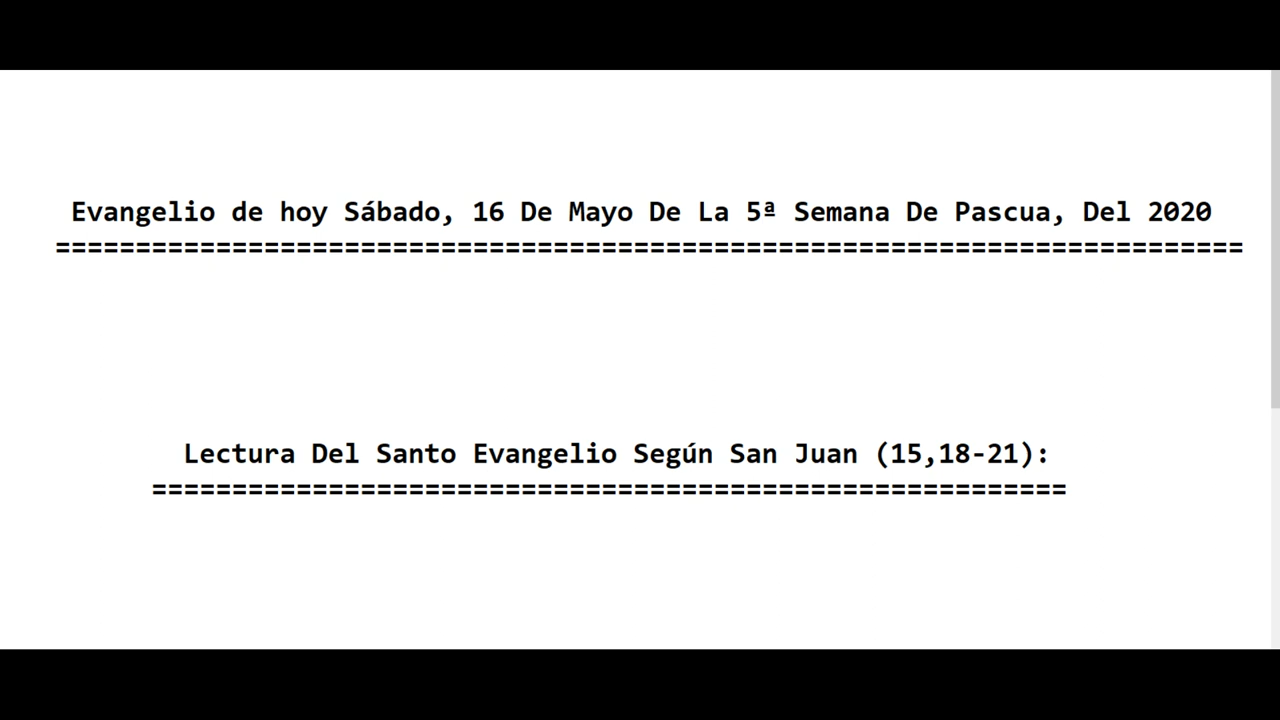 Evangelio de hoy Sábado, 16 De Mayo De La 5ª Semana De Pascua, Del 2020
==========================================================================
Lectura Del Santo Evangelio Según San Juan (15,18-21):
=========================================================